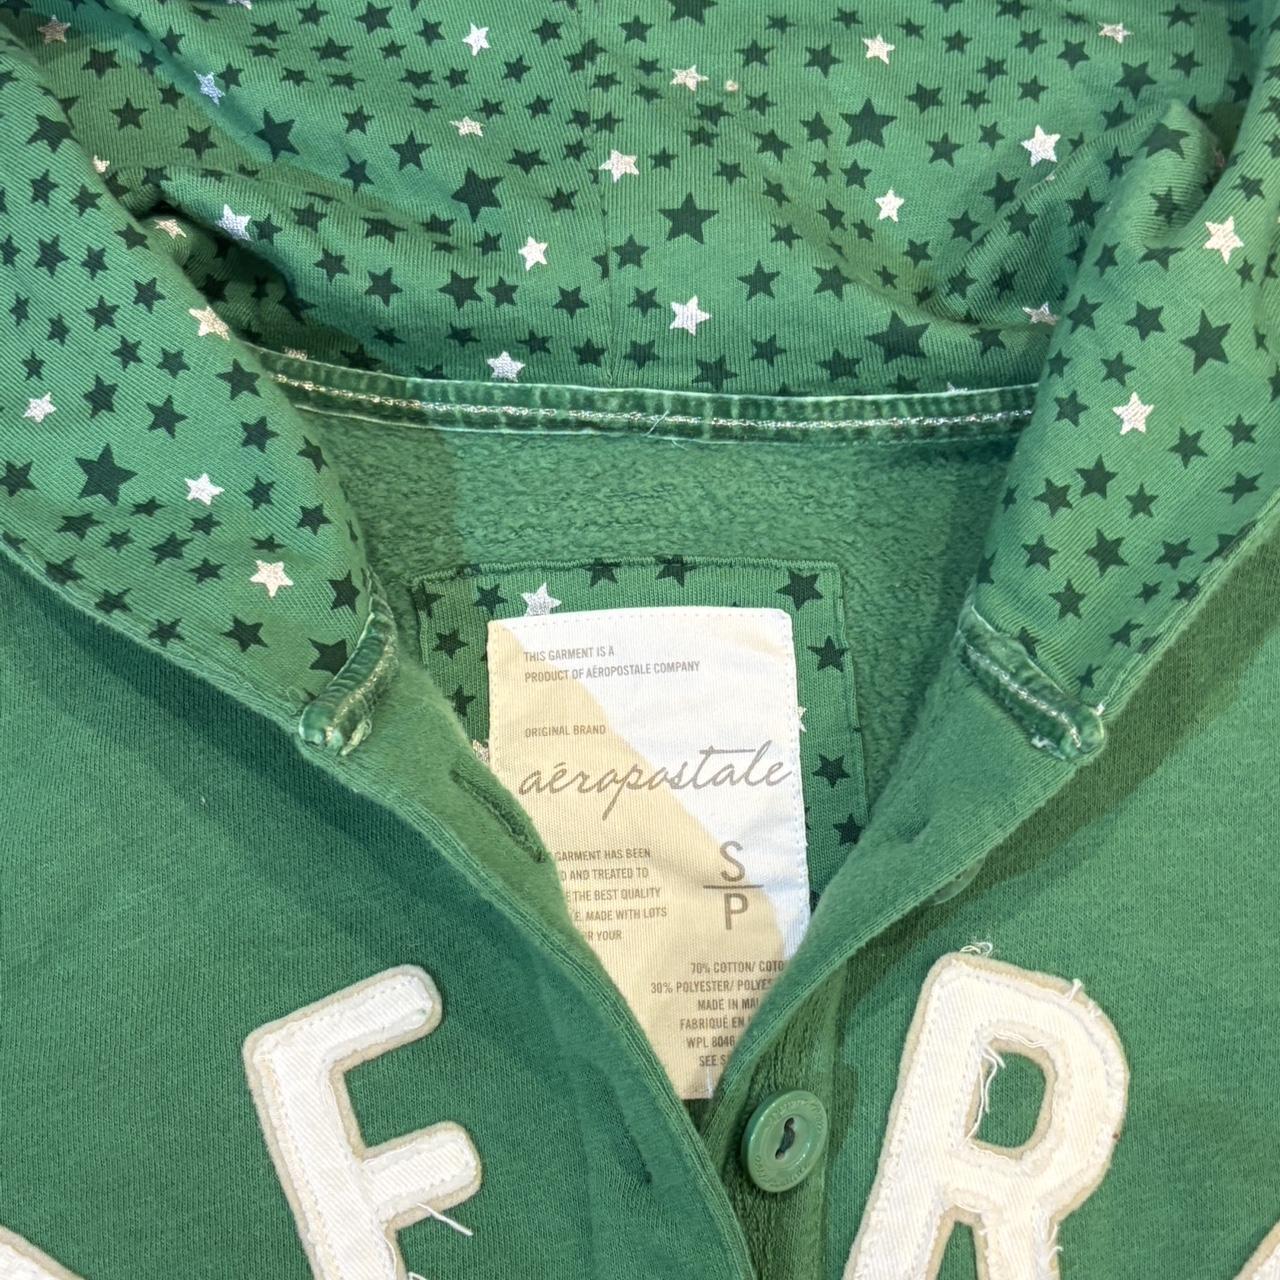 THIS GARMENT IS A
PRODUCT OF AÉROPOSTALE COMPANY
ORIGINAL BRAND
aéropostale
GARMENT HAS BEEN
AND TREATED TO
THE BEST QUALITY
MADE WITH LOTS
YOUR
S
P
70% COTTON/
30% POLYESTER/
MADE IN
FABRIQUÉ EN
WPL
SEE
E R